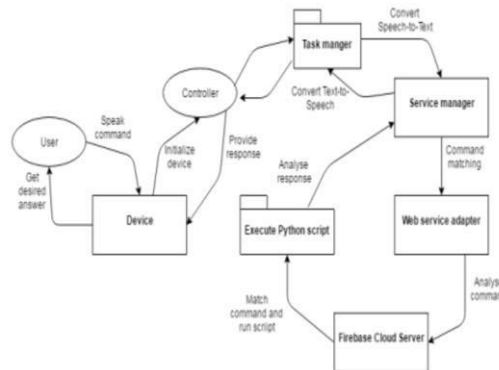 Convert
Speech-to-Text
Task manger
Controller
Convert Text-to-
Speech
Service manager
Speak
command
User
Initialize
device
Provide
response
Analyse
response
Command
matching
Get
desired
answer
Device
Execute Python script
Web service adapter
Match
command and
run script
Analyse
command
Firebase Cloud Server